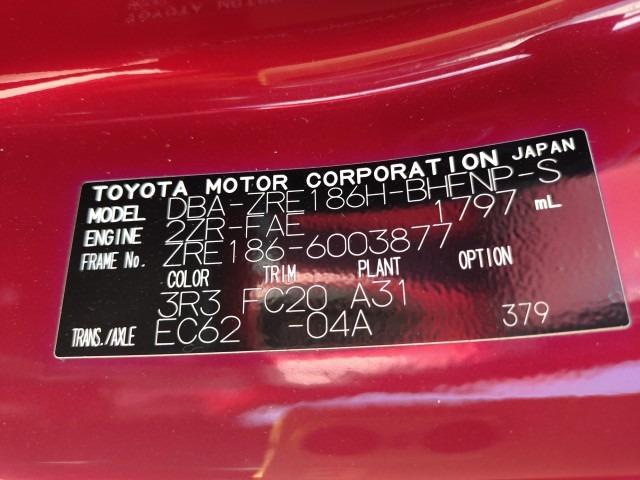 TOYOTA MOTOR CORPORATION JAPAN
MODEL DBA-ZRE186H-BHFNP-S
ENGINE 2ZR-FAE 1797 mL
FRAME No. ZRE186-6003877
COLOR TRIM PLANT OPTION
3R3 FC20 A31
TRANS./AXLE EC62 -04A 379